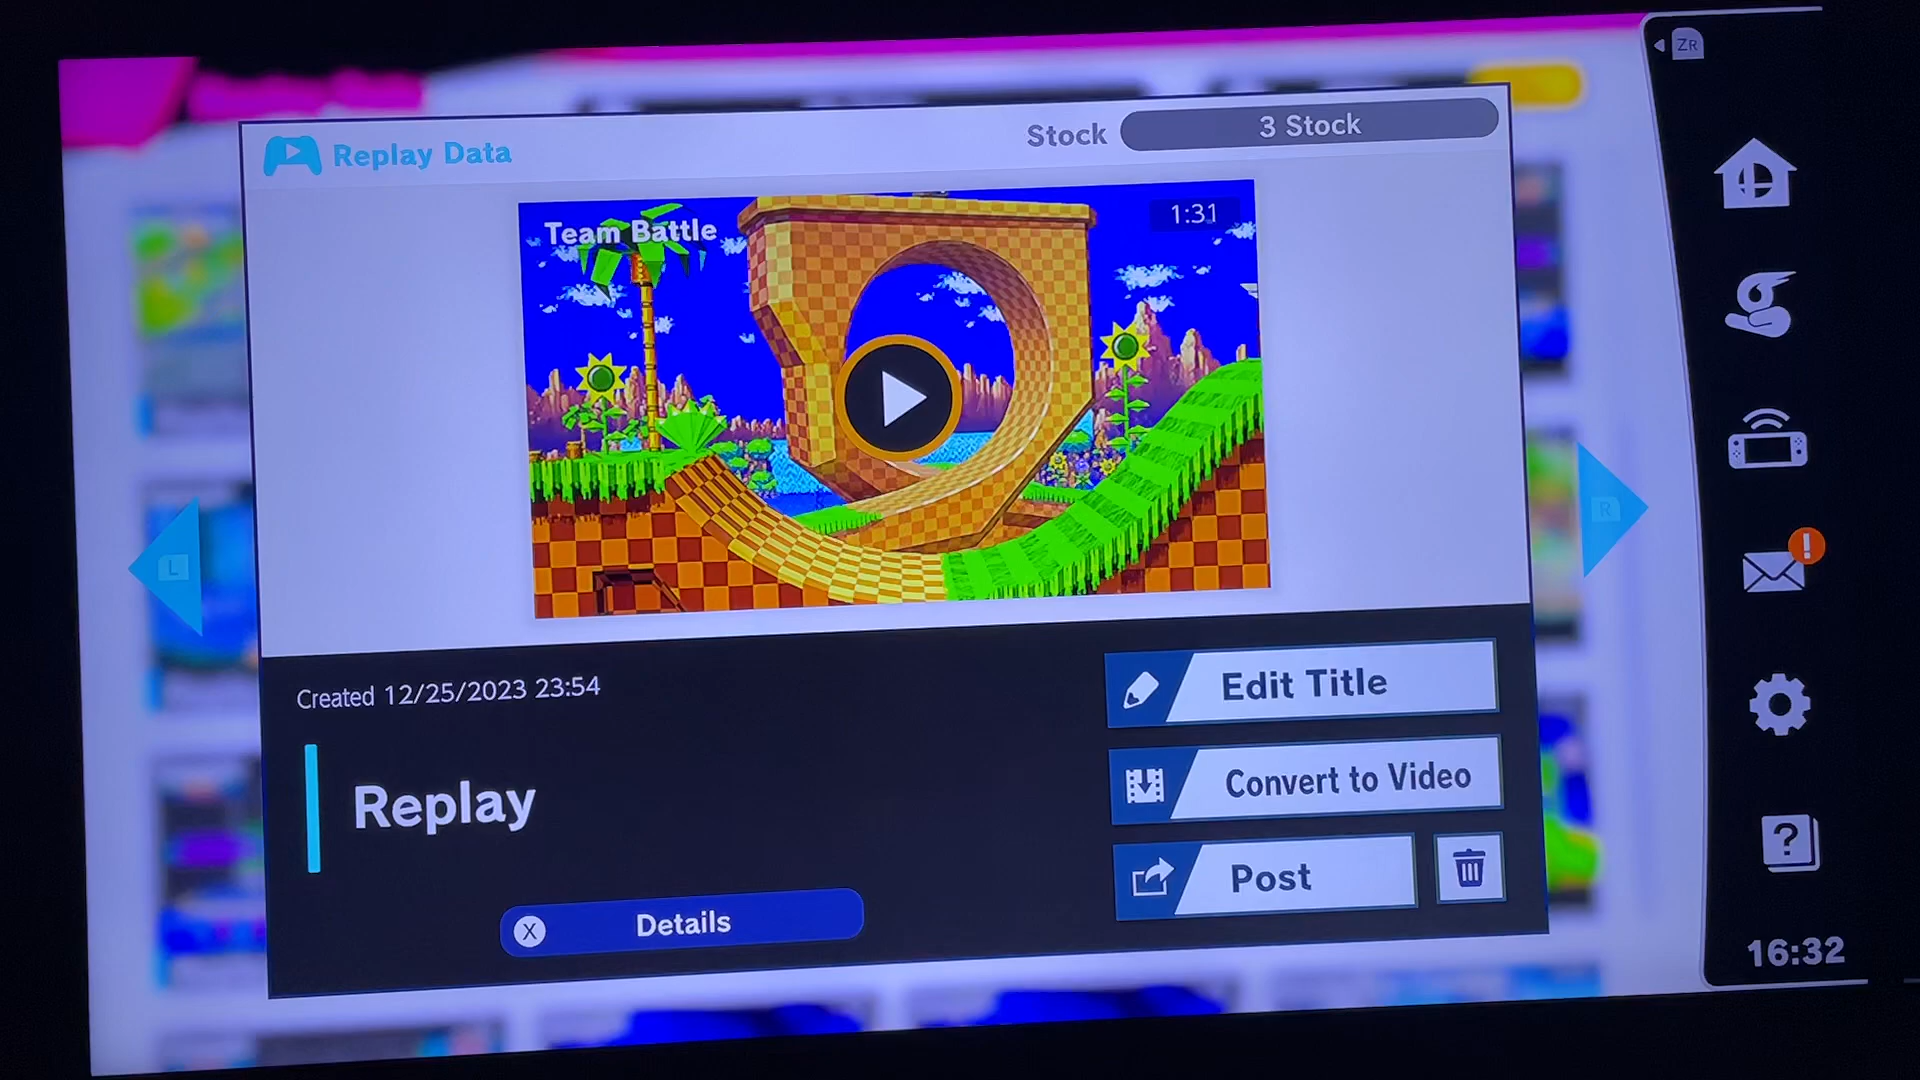 ZR
Replay Data
Stock
3 Stock
Team Battle
1:31
L
R
!
Created 12/25/2023 23:54
Replay
X
Details
Edit Title
Convert to Video
Post
?
16:32